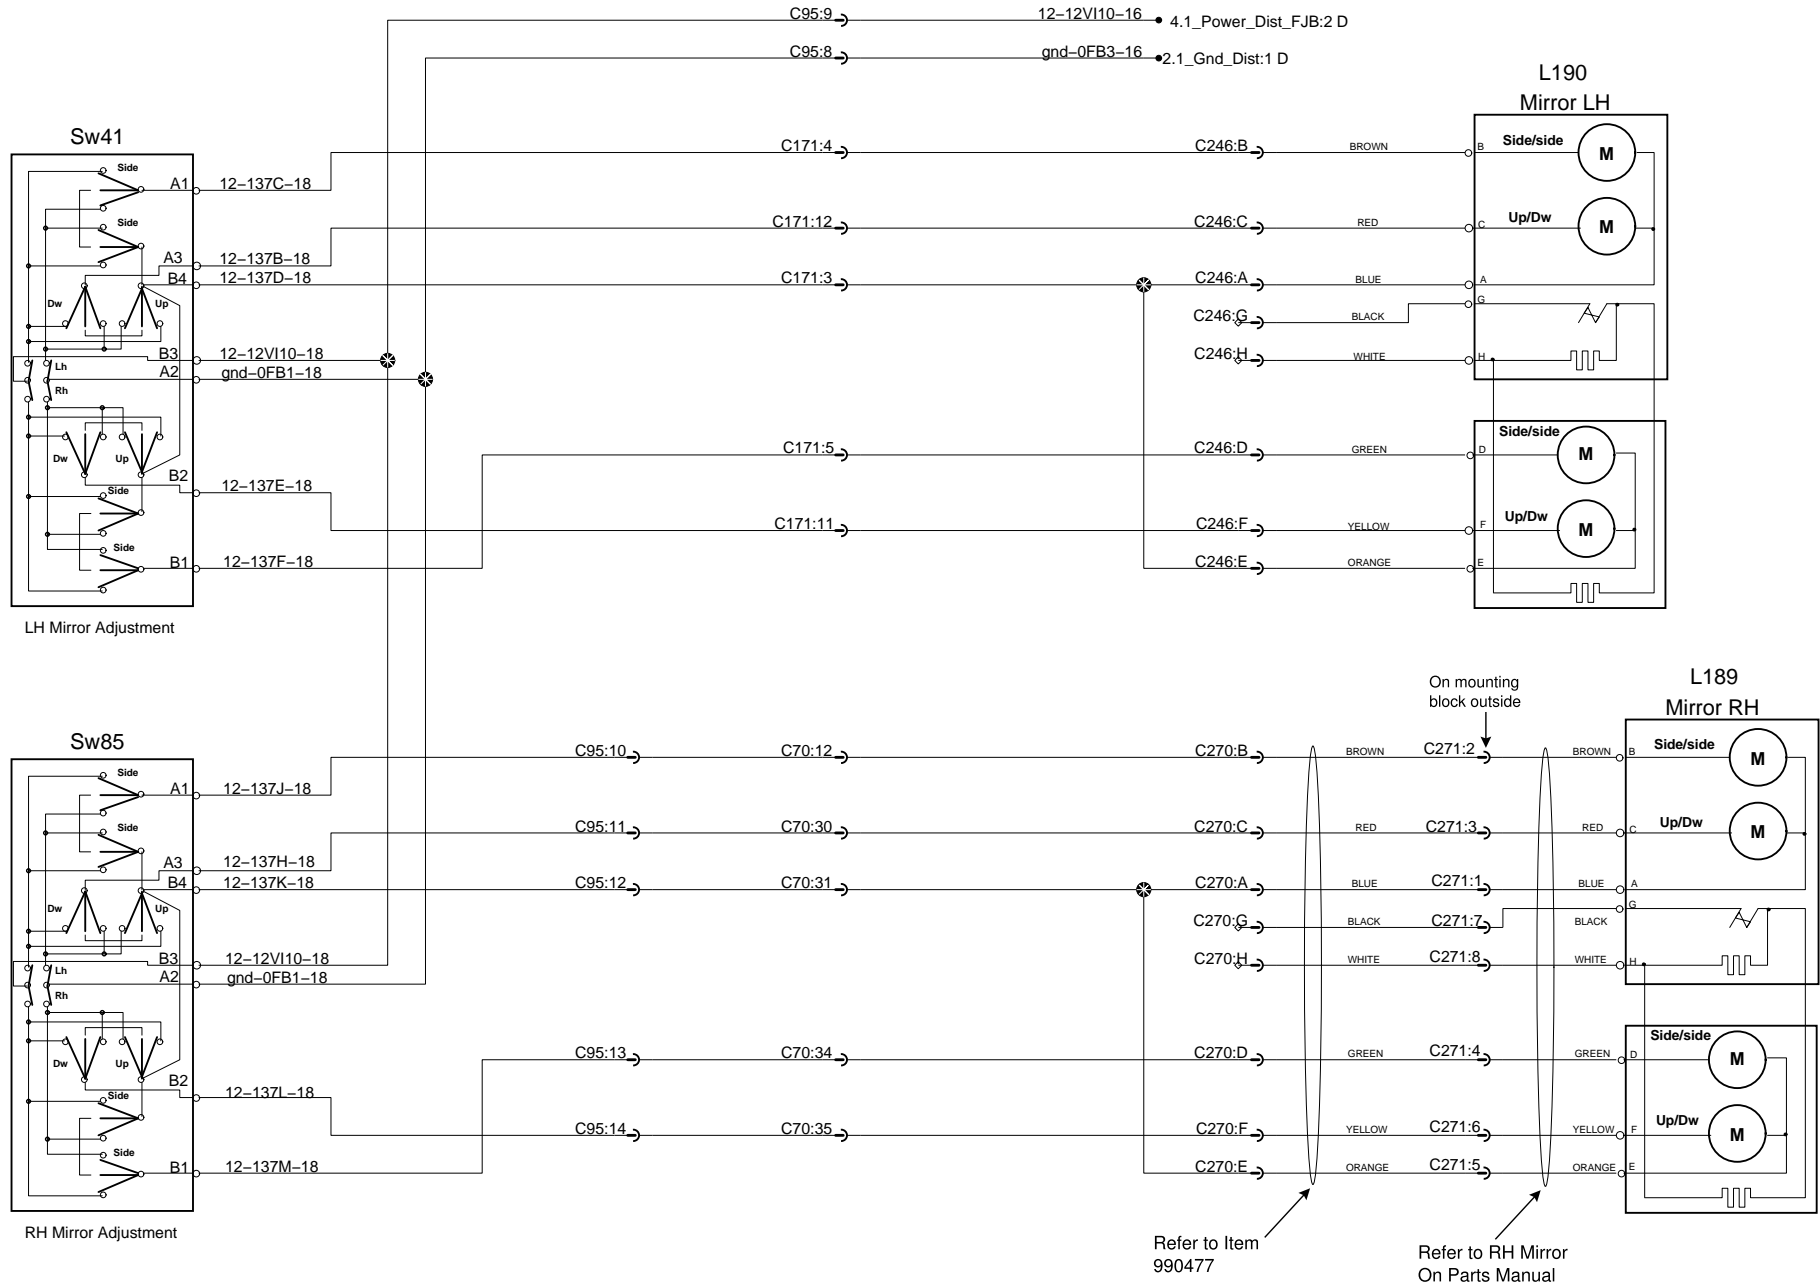 C95:9 12-12VI10-16 4.1_Power_Dist_FJB:2 D
C95:8 gnd-0FB3-16 2.1_Gnd_Dist:1 D
L190
Mirror LH
Sw41
Side
A1 12-137C-18 C171:4 C246:B BROWN B Side/side M
Side
A3 12-137B-18 C171:12 C246:C RED C Up/Dw M
B4 12-137D-18 C171:3 C246:A BLUE A
Dw Up
C246:G BLACK G
B3 12-12VI10-18 C246:H WHITE H
Lh
A2 gnd-0FB1-18
Rh
Dw Up
C171:5 C246:D GREEN D Side/side M
B2 12-137E-18 C171:11 C246:F YELLOW F Up/Dw M
Side
Side
B1 12-137F-18 C246:E ORANGE E
LH Mirror Adjustment
On mounting
block outside
L189
Mirror RH
Sw85
Side
A1 12-137J-18 C95:10 C70:12 C270:B BROWN C271:2 BROWN B Side/side M
Side
A3 12-137H-18 C95:11 C70:30 C270:C RED C271:3 RED C Up/Dw M
B4 12-137K-18 C95:12 C70:31 C270:A BLUE C271:1 BLUE A
Dw Up
C270:G BLACK C271:7 BLACK G
B3 12-12VI10-18 C270:H WHITE C271:8 WHITE H
Lh
A2 gnd-0FB1-18
Rh
Dw Up
C95:13 C70:34 C270:D GREEN C271:4 GREEN D Side/side M
B2 12-137L-18 C95:14 C70:35 C270:F YELLOW C271:6 YELLOW F Up/Dw M
Side
Side
B1 12-137M-18 C270:E ORANGE C271:5 ORANGE E
RH Mirror Adjustment
Refer to Item
990477
Refer to RH Mirror
On Parts Manual